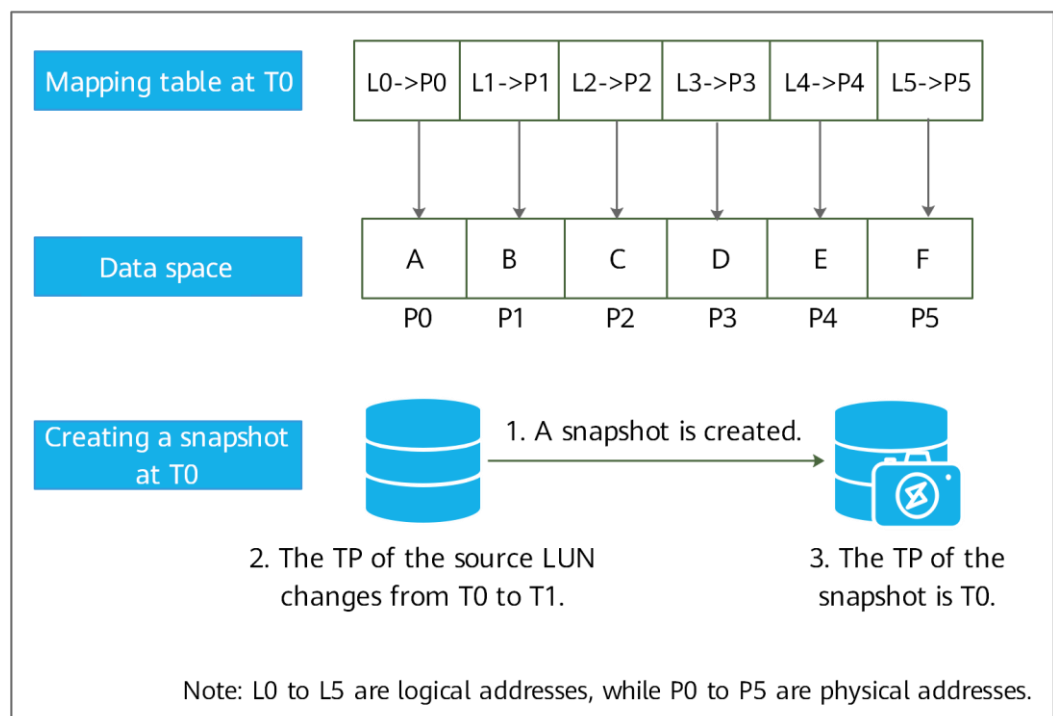 Mapping table at T0
L0->P0 L1->P1 L2->P2 L3->P3 L4->P4 L5->P5
Data space
A B C D E F
P0 P1 P2 P3 P4 P5
Creating a snapshot
at T0
1. A snapshot is created.
2. The TP of the source LUN
changes from T0 to T1.
3. The TP of the
snapshot is T0.
Note: L0 to L5 are logical addresses, while P0 to P5 are physical addresses.